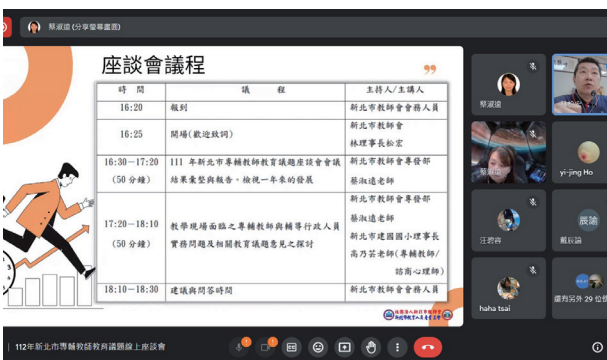 蔡淑媗 (分享螢幕畫面)
座談會議程
時 間
議 程
主持人/主講人
16:20
報到
新北市教師會會務人員
16:25
開場(歡迎致詞)
新北市教師會
林理事長松宏
16:30－17:20
(50 分鐘)
111 年新北市專輔教師教育議題座談會會議
結果彙整與報告。檢視一年來的發展
新北市教師會專發部
蔡淑媗老師
17:20－18:10
(50 分鐘)
教學現場面臨之專輔教師與輔導行政人員
實務問題及相關教育議題意見之探討
新北市教師會專發部
蔡淑媗老師
新北市建國國小理事長
高乃芸老師(專輔教師/
諮商心理師)
18:10－18:30
建議與問答時間
新北市教師會會務人員
蔡淑媗
yi-jing Ho
汪碧容
戴辰諭
辰諭
haha tsai
還有另外 29 位
112年新北市專輔教師教育議題線上座談會